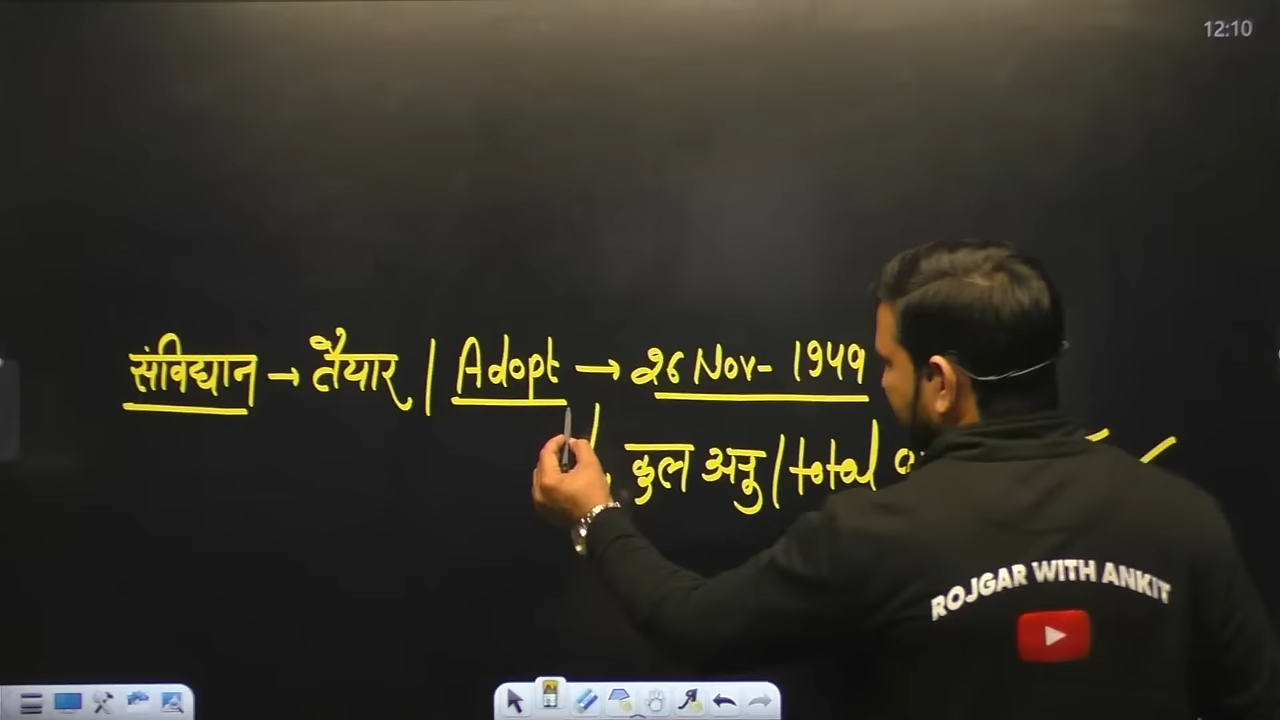 12:10
संविद्यान → तैयार | Adopt → 26 Nov- 1949
कुल अनु | total
ROJGAR WITH ANKIT